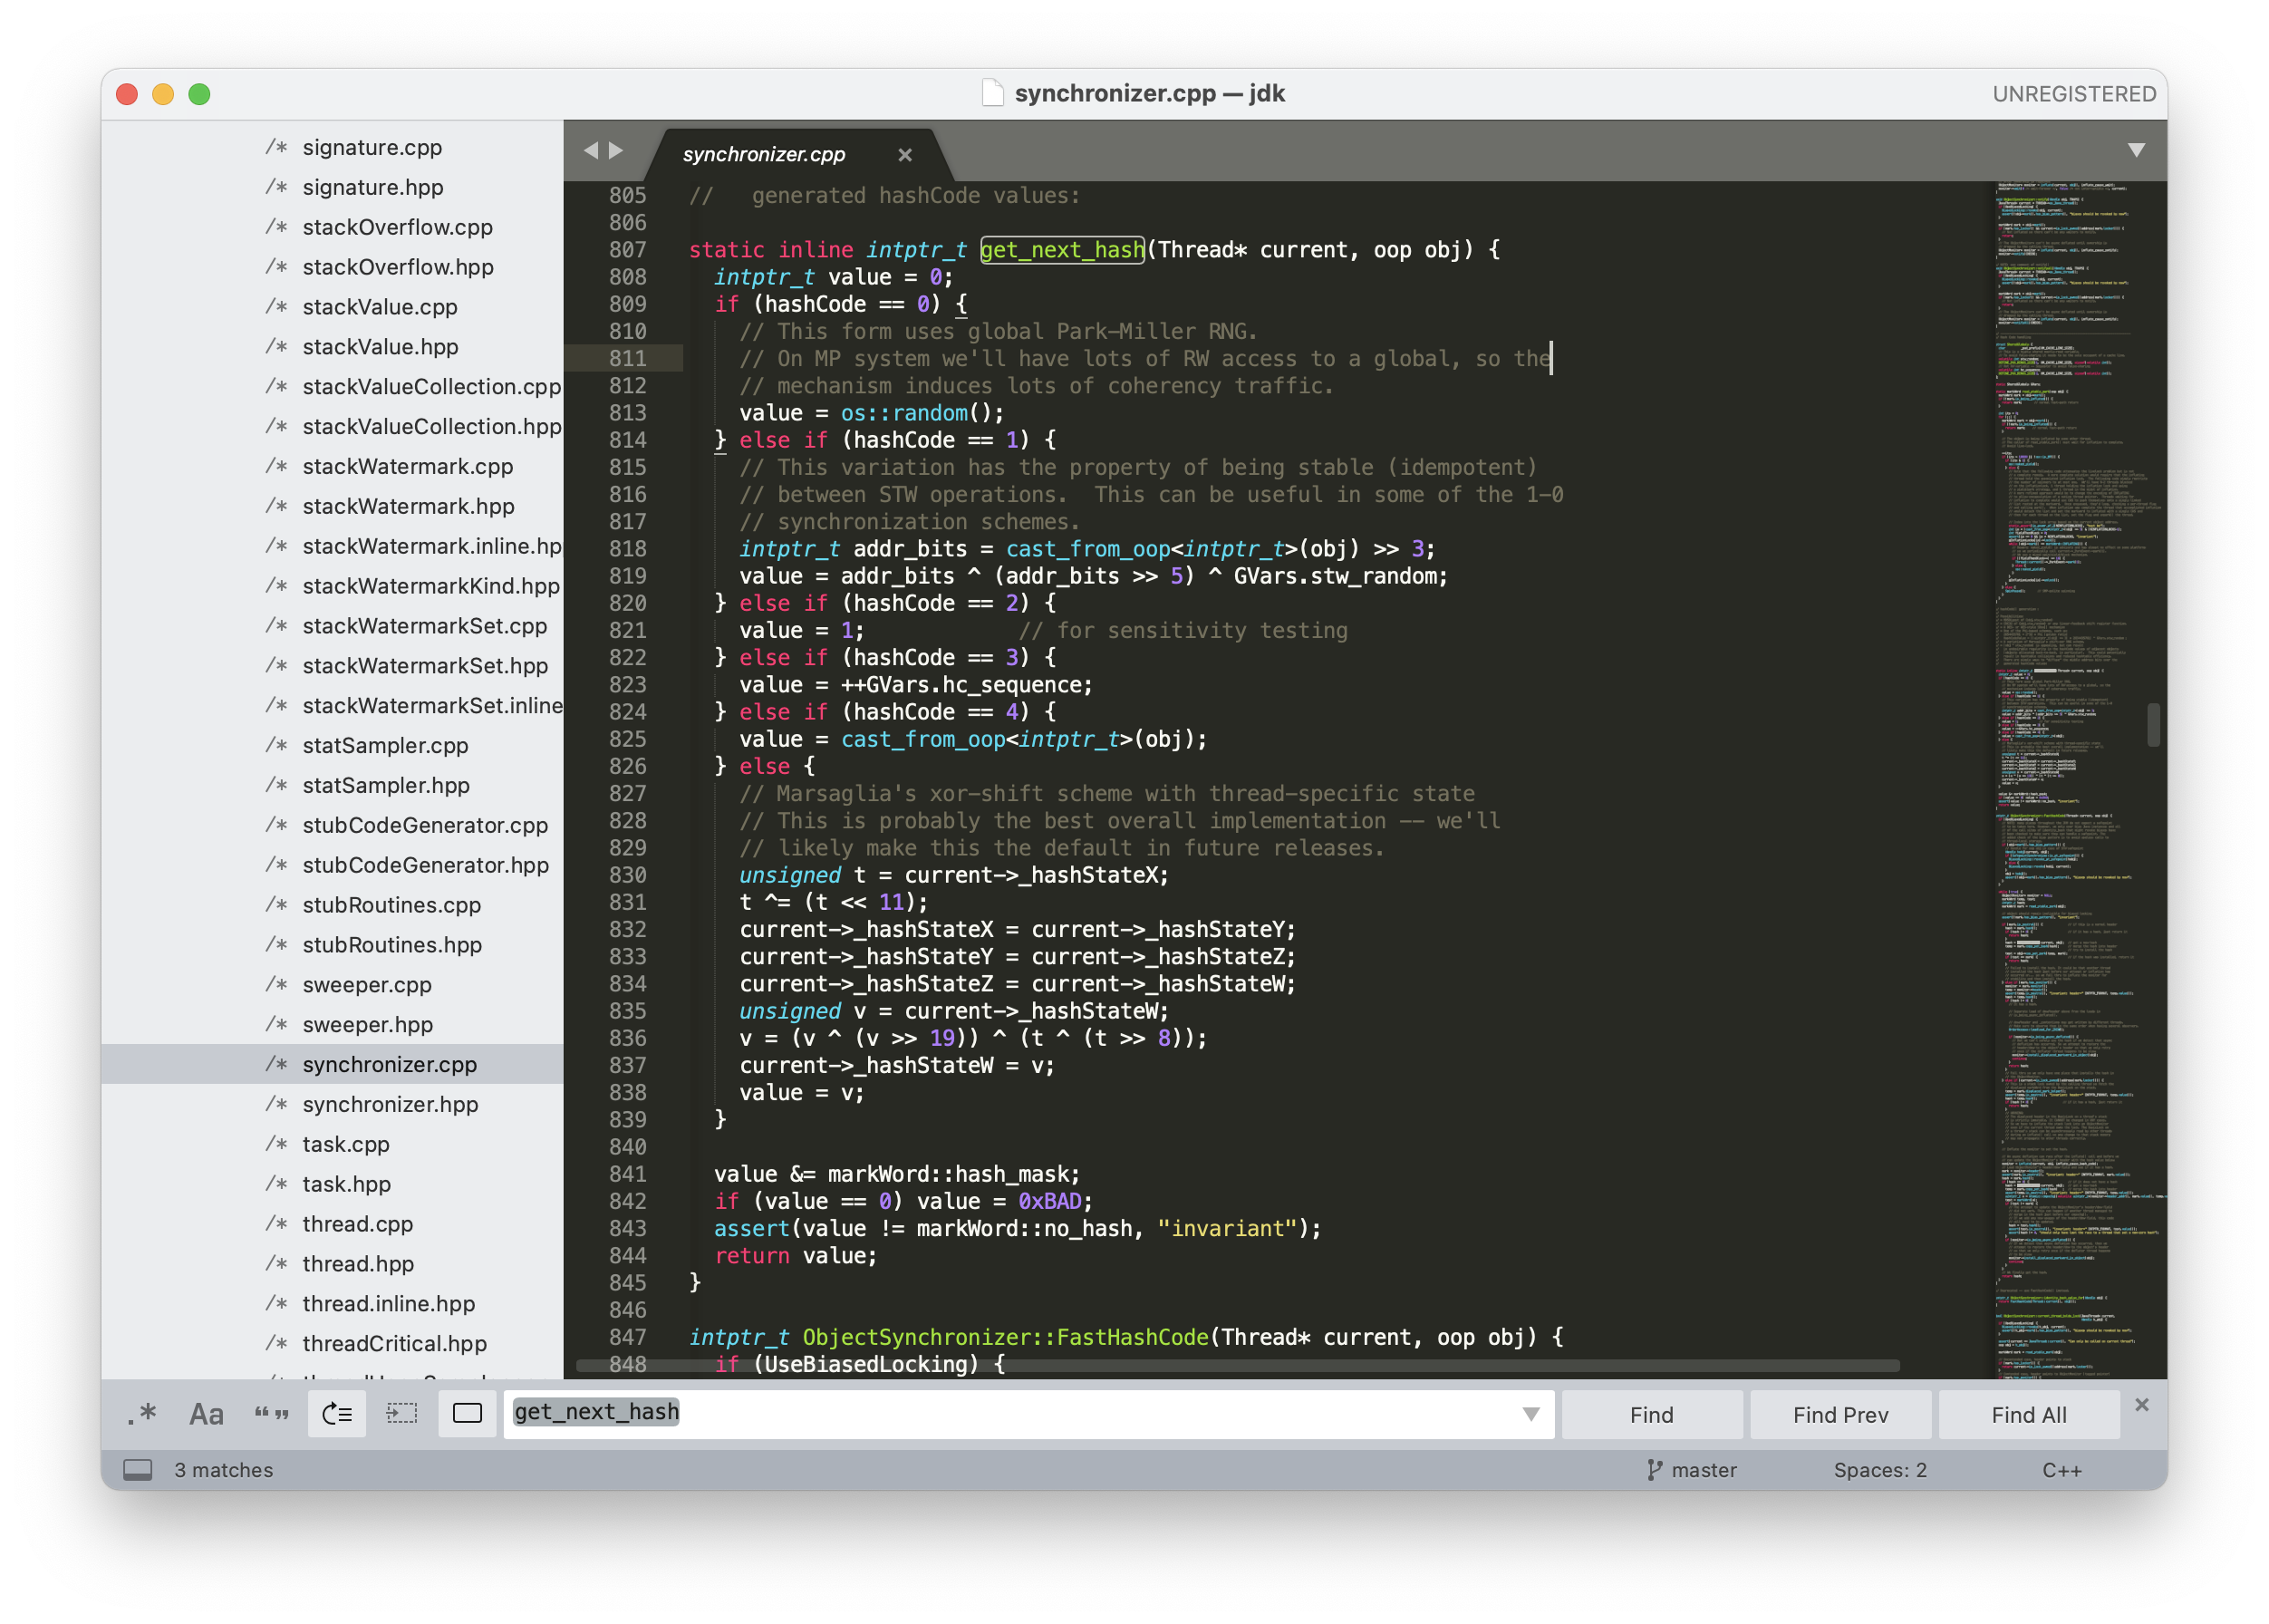 synchronizer.cpp — jdk
UNREGISTERED
/* signature.cpp
/* signature.hpp
/* stackOverflow.cpp
/* stackOverflow.hpp
/* stackValue.cpp
/* stackValue.hpp
/* stackValueCollection.cpp
/* stackValueCollection.hpp
/* stackWatermark.cpp
/* stackWatermark.hpp
/* stackWatermark.inline.hp
/* stackWatermarkKind.hpp
/* stackWatermarkSet.cpp
/* stackWatermarkSet.hpp
/* stackWatermarkSet.inline
/* statSampler.cpp
/* statSampler.hpp
/* stubCodeGenerator.cpp
/* stubCodeGenerator.hpp
/* stubRoutines.cpp
/* stubRoutines.hpp
/* sweeper.cpp
/* sweeper.hpp
/* synchronizer.cpp
/* synchronizer.hpp
/* task.cpp
/* task.hpp
/* thread.cpp
/* thread.hpp
/* thread.inline.hpp
/* threadCritical.hpp
synchronizer.cpp ×
805 //   generated hashCode values:
806
807 static inline intptr_t get_next_hash(Thread* current, oop obj) {
808   intptr_t value = 0;
809   if (hashCode == 0) {
810     // This form uses global Park-Miller RNG.
811     // On MP system we'll have lots of RW access to a global, so the
812     // mechanism induces lots of coherency traffic.
813     value = os::random();
814   } else if (hashCode == 1) {
815     // This variation has the property of being stable (idempotent)
816     // between STW operations.  This can be useful in some of the 1-0
817     // synchronization schemes.
818     intptr_t addr_bits = cast_from_oop<intptr_t>(obj) >> 3;
819     value = addr_bits ^ (addr_bits >> 5) ^ GVars.stw_random;
820   } else if (hashCode == 2) {
821     value = 1;            // for sensitivity testing
822   } else if (hashCode == 3) {
823     value = ++GVars.hc_sequence;
824   } else if (hashCode == 4) {
825     value = cast_from_oop<intptr_t>(obj);
826   } else {
827     // Marsaglia's xor-shift scheme with thread-specific state
828     // This is probably the best overall implementation -- we'll
829     // likely make this the default in future releases.
830     unsigned t = current->_hashStateX;
831     t ^= (t << 11);
832     current->_hashStateX = current->_hashStateY;
833     current->_hashStateY = current->_hashStateZ;
834     current->_hashStateZ = current->_hashStateW;
835     unsigned v = current->_hashStateW;
836     v = (v ^ (v >> 19)) ^ (t ^ (t >> 8));
837     current->_hashStateW = v;
838     value = v;
839   }
840
841   value &= markWord::hash_mask;
842   if (value == 0) value = 0xBAD;
843   assert(value != markWord::no_hash, "invariant");
844   return value;
845 }
846
847 intptr_t ObjectSynchronizer::FastHashCode(Thread* current, oop obj) {
848   if (UseBiasedLocking) {
.* Aa “” get_next_hash Find Find Prev Find All ×
3 matches master Spaces: 2 C++